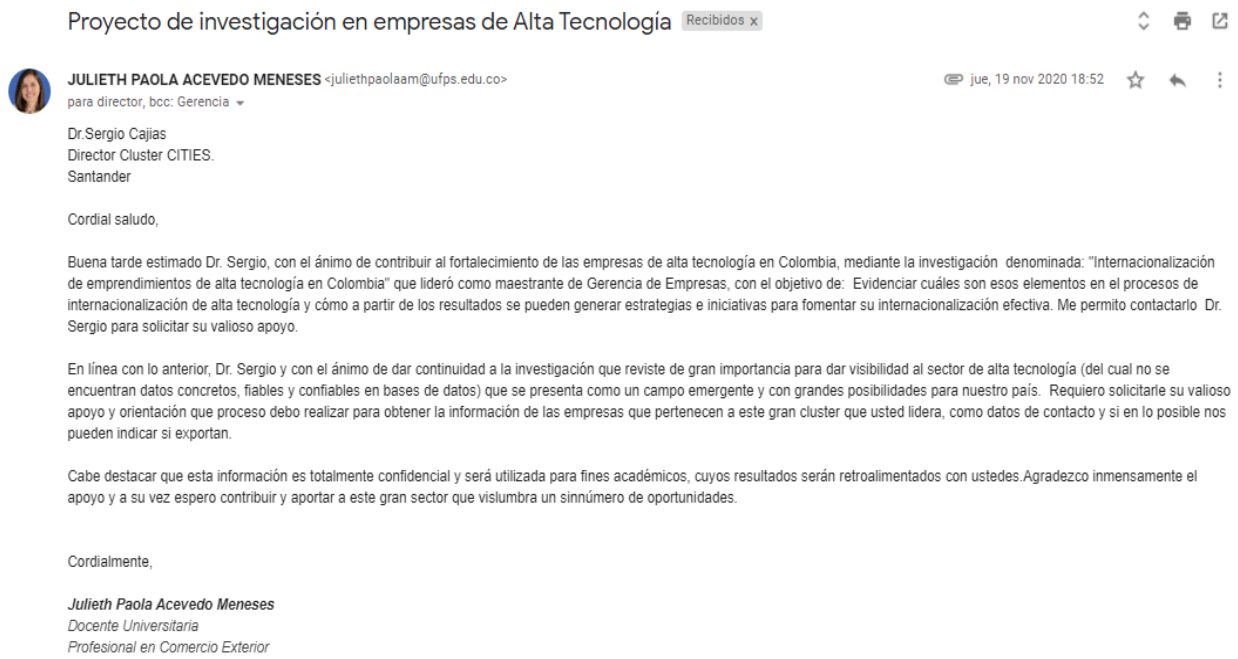 Proyecto de investigación en empresas de Alta Tecnología Recibidos x
JULIETH PAOLA ACEVEDO MENESES <juliethpaolaam@ufps.edu.co> jue, 19 nov 2020 18:52
para director, bcc: Gerencia
Dr.Sergio Cajias
Director Cluster CITIES.
Santander
Cordial saludo,
Buena tarde estimado Dr. Sergio, con el ánimo de contribuir al fortalecimiento de las empresas de alta tecnología en Colombia, mediante la investigación denominada: "Internacionalización
de emprendimientos de alta tecnología en Colombia" que lideró como maestrante de Gerencia de Empresas, con el objetivo de: Evidenciar cuáles son esos elementos en el procesos de
internacionalización de alta tecnología y cómo a partir de los resultados se pueden generar estrategias e iniciativas para fomentar su internacionalización efectiva. Me permito contactarlo Dr.
Sergio para solicitar su valioso apoyo.
En línea con lo anterior, Dr. Sergio y con el ánimo de dar continuidad a la investigación que reviste de gran importancia para dar visibilidad al sector de alta tecnología (del cual no se
encuentran datos concretos, fiables y confiables en bases de datos) que se presenta como un campo emergente y con grandes posibilidades para nuestro país. Requiero solicitarle su valioso
apoyo y orientación que proceso debo realizar para obtener la información de las empresas que pertenecen a este gran cluster que usted lidera, como datos de contacto y si en lo posible nos
pueden indicar si exportan.
Cabe destacar que esta información es totalmente confidencial y será utilizada para fines académicos, cuyos resultados serán retroalimentados con ustedes.Agradezco inmensamente el
apoyo y a su vez espero contribuir y aportar a este gran sector que vislumbra un sinnúmero de oportunidades.
Cordialmente,
Julieth Paola Acevedo Meneses
Docente Universitaria
Profesional en Comercio Exterior